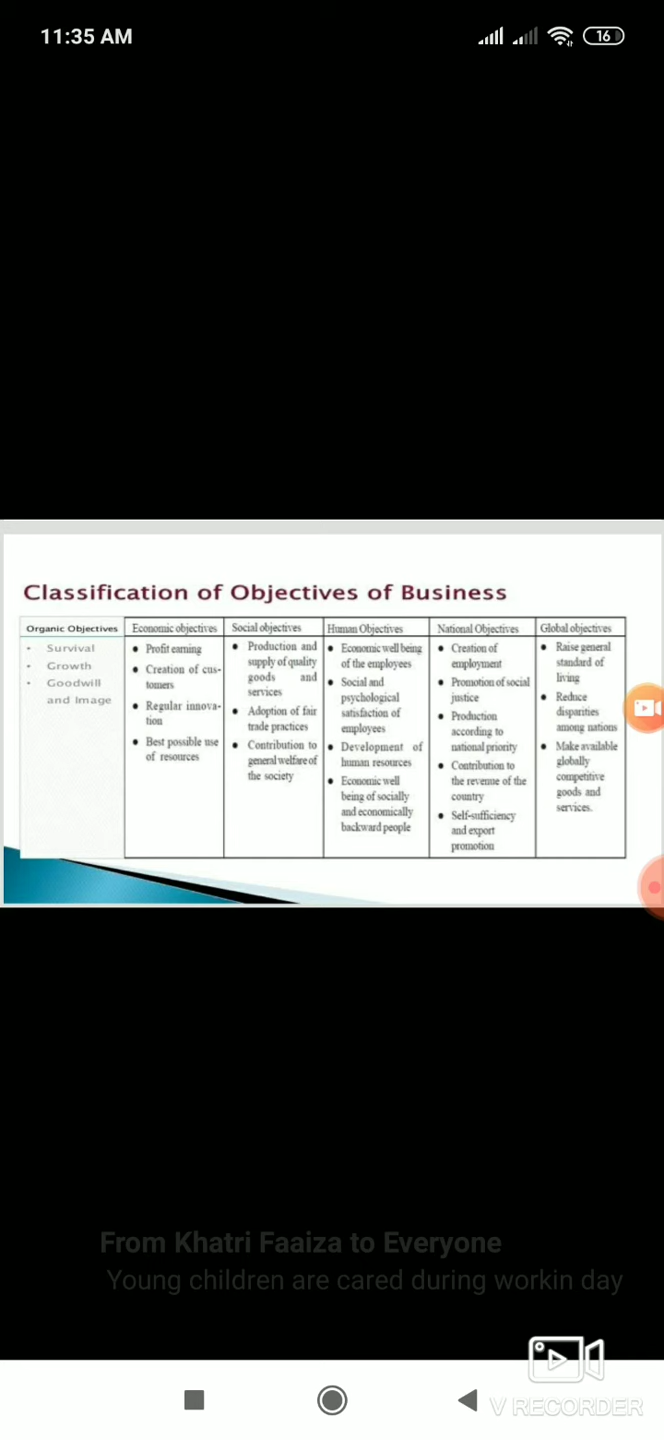 11:35 AM
16
Classification of Objectives of Business
Organic Objectives
• Survival
• Growth
• Goodwill
and Image
Economic objectives
• Profit earning
• Creation of cus-
tomers
• Regular innova-
tion
• Best possible use
of resources
Social objectives
• Production and
supply of quality
goods and
services
• Adoption of fair
trade practices
• Contribution to
general welfare of
the society
Human Objectives
• Economic well being
of the employees
• Social and
psychological
satisfaction of
employees
• Development of
human resources
• Economic well
being of socially
and economically
backward people
National Objectives
• Creation of
employment
• Promotion of social
justice
• Production
according to
national priority
• Contribution to
the revenue of the
country
• Self-sufficiency
and export
promotion
Global objectives
• Raise general
standard of
living
• Reduce
disparities
among nations
• Make available
globally
competitive
goods and
services.
From Khatri Faaiza to Everyone
Young children are cared during workin day
V RECORDER